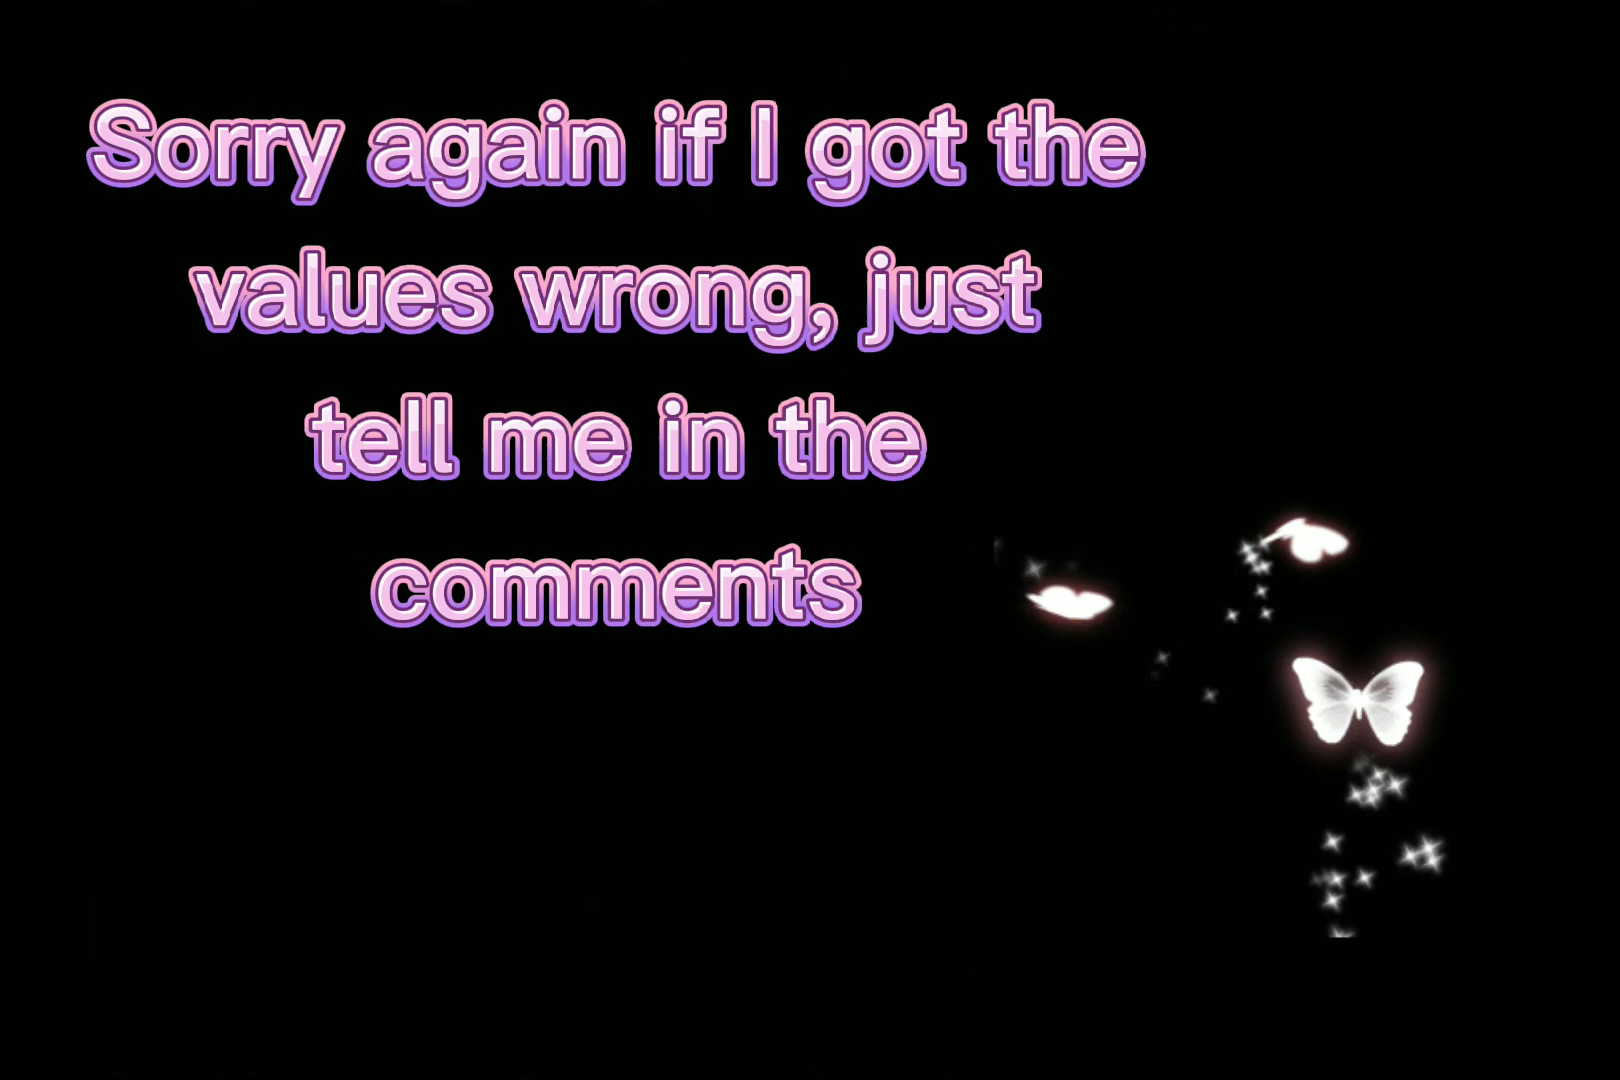 Sorry again if I got the
values wrong, just
tell me in the
comments